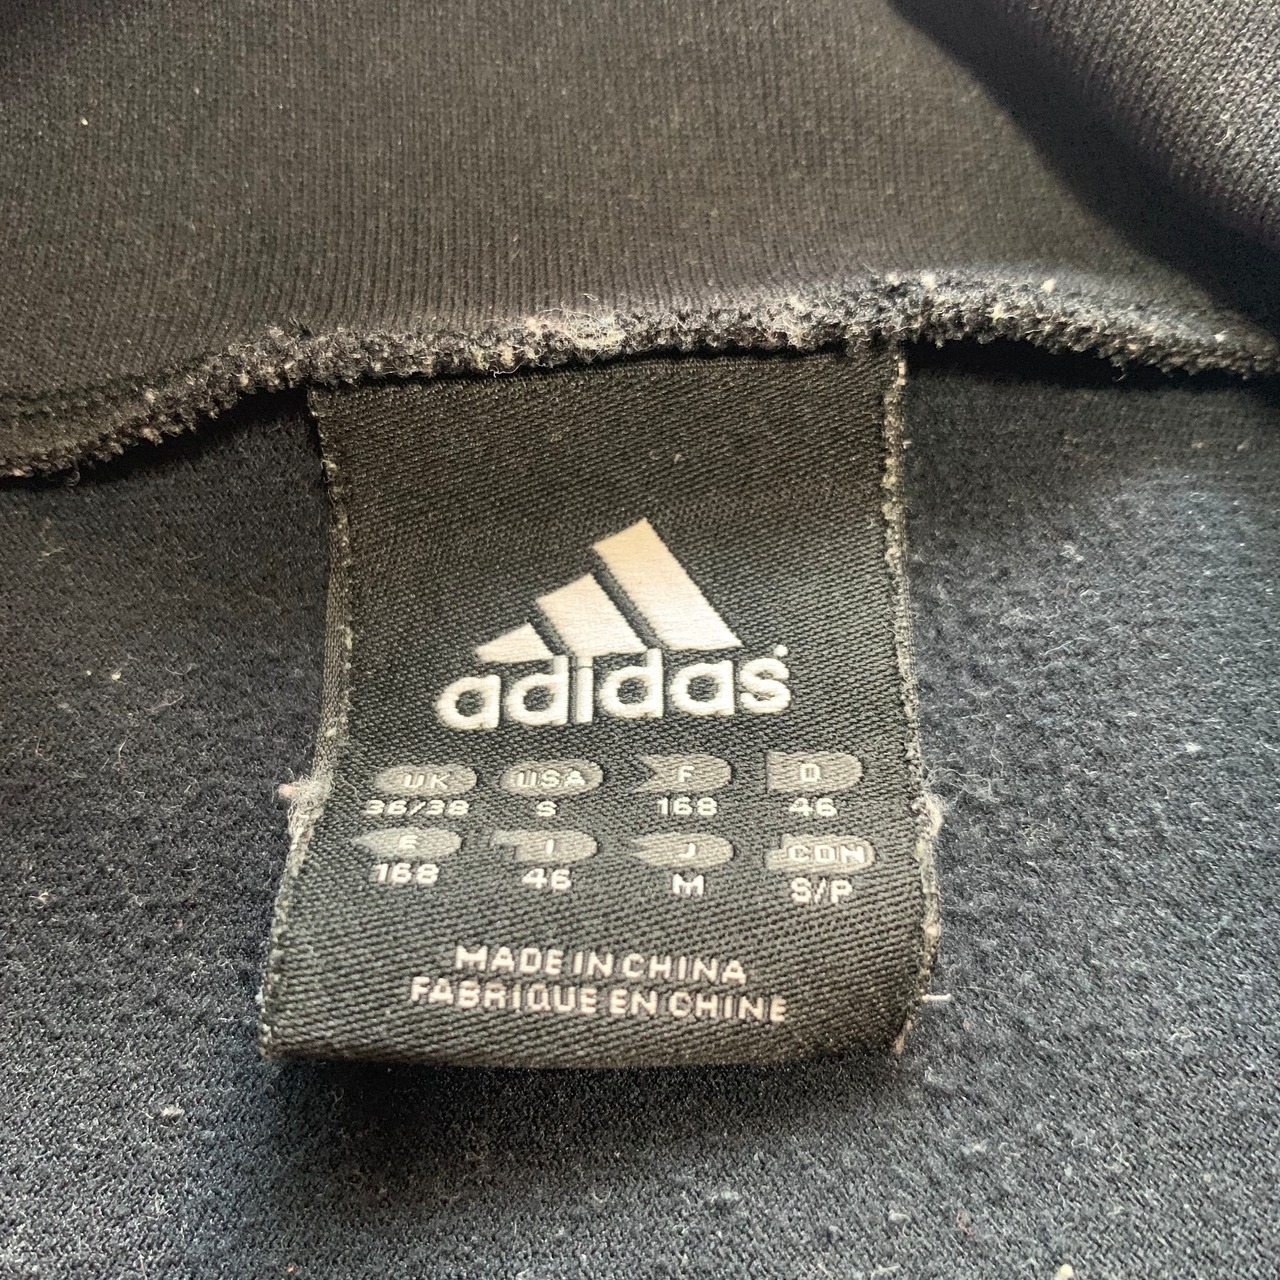 adidas
UK USA F D
36/38 S 168 46
E I J CDN
168 46 M S/P
MADE IN CHINA
FABRIQUE EN CHINE